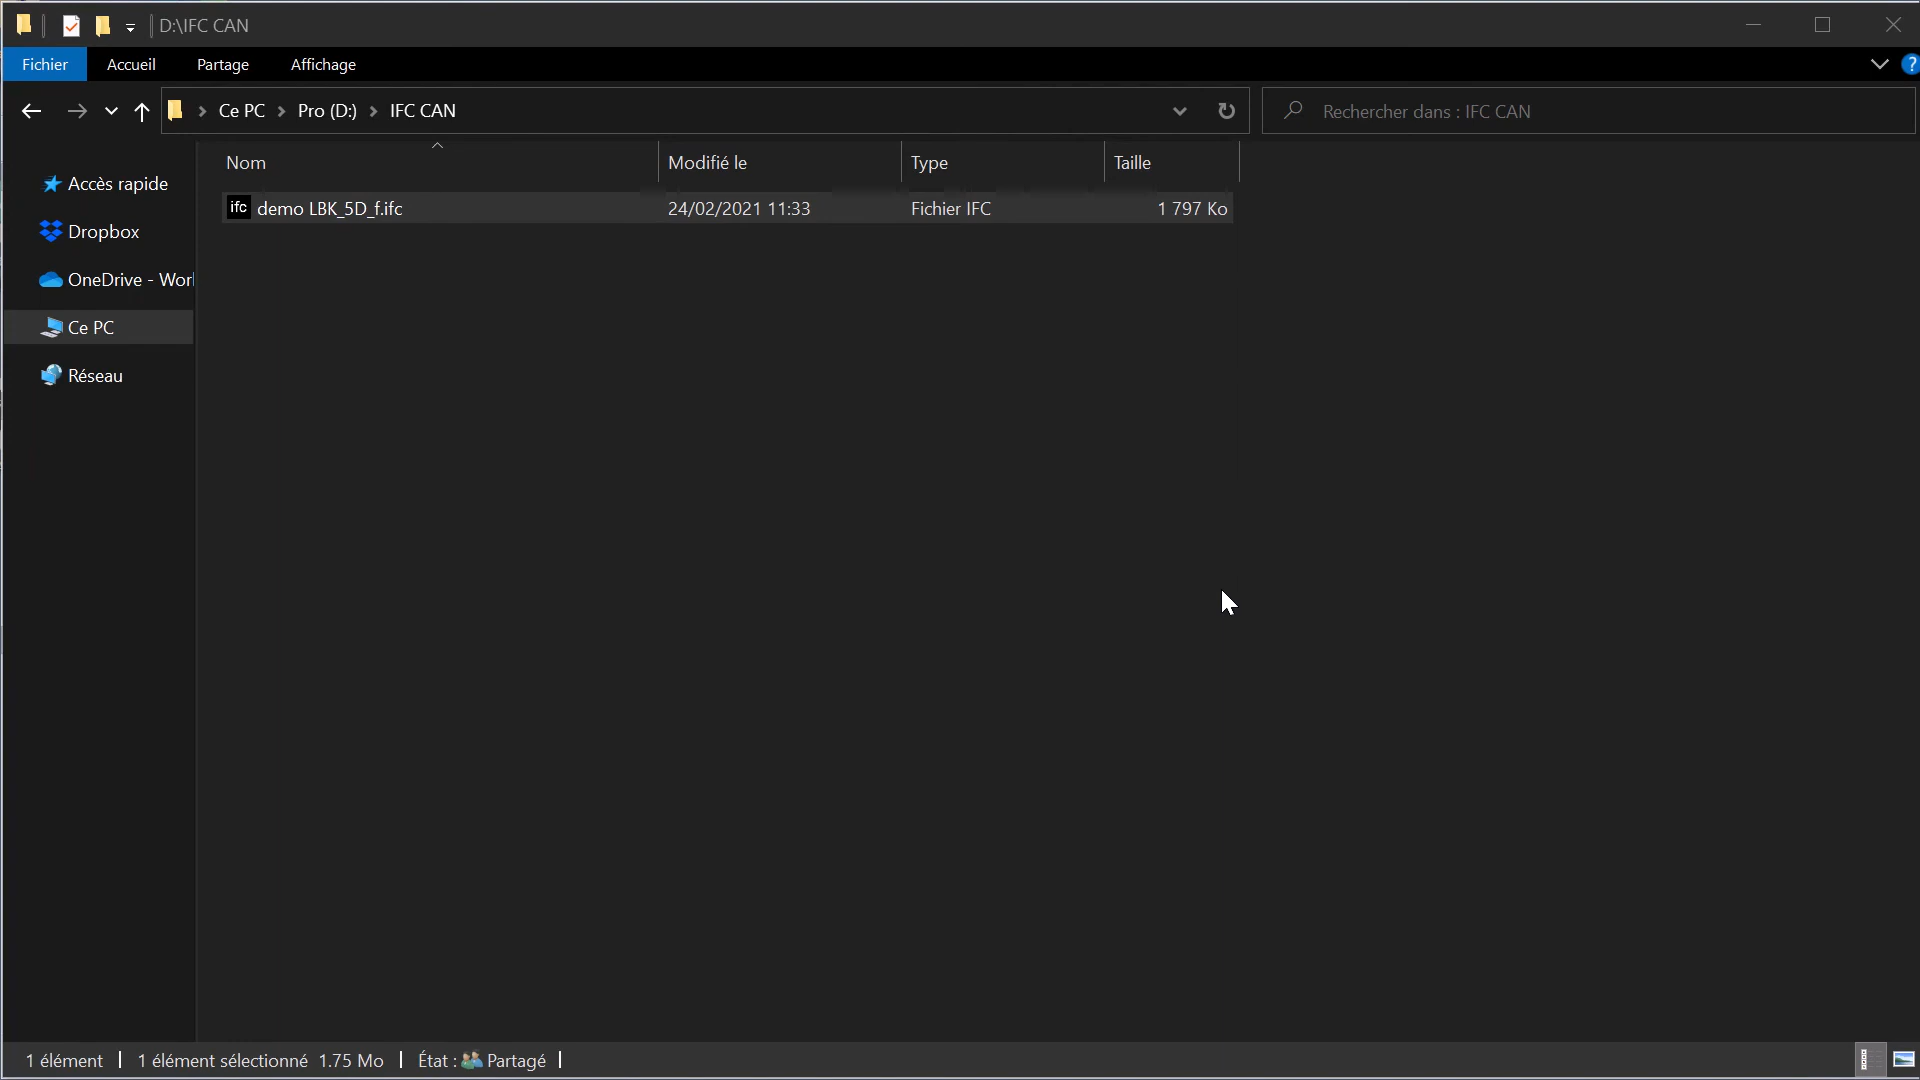 D:\IFC CAN
Fichier Accueil Partage Affichage ?
Ce PC Pro (D:) IFC CAN Rechercher dans : IFC CAN
Nom Modifié le Type Taille
ifc demo LBK_5D_f.ifc 24/02/2021 11:33 Fichier IFC 1 797 Ko
Accès rapide
Dropbox
OneDrive - Worl
Ce PC
Réseau
1 élément 1 élément sélectionné 1.75 Mo État : Partagé